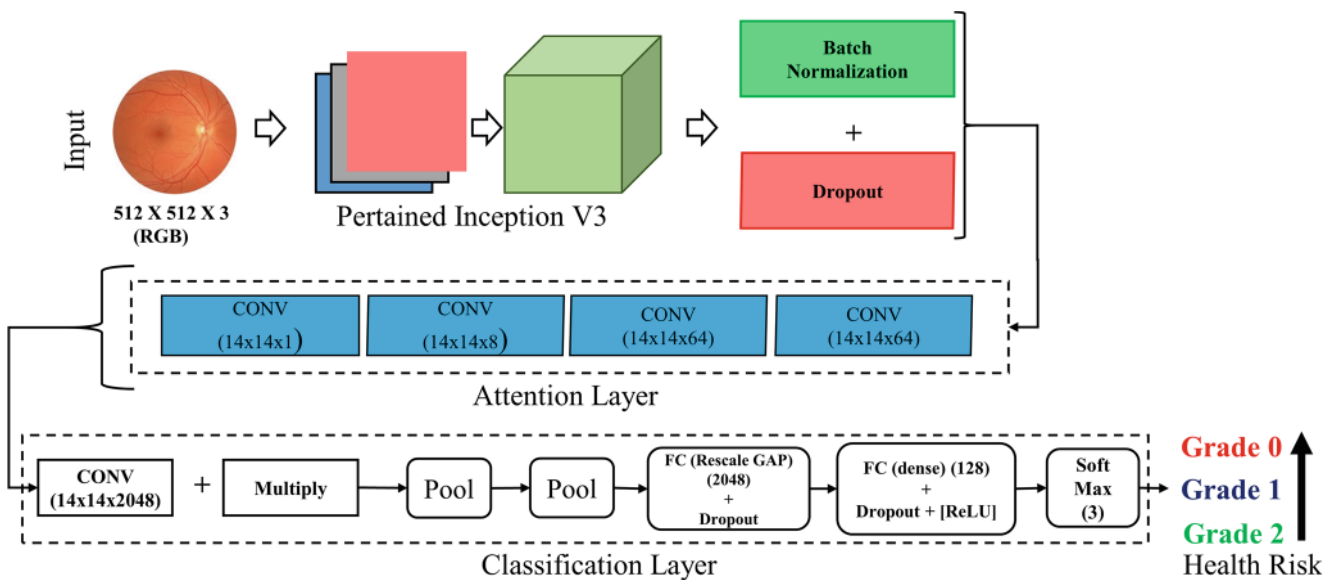 Input
512 X 512 X 3
(RGB)
Pertained Inception V3
Batch
Normalization
+
Dropout
CONV
(14x14x1)
CONV
(14x14x8)
CONV
(14x14x64)
CONV
(14x14x64)
Attention Layer
CONV
(14x14x2048)
+
Multiply
Pool
Pool
FC (Rescale GAP)
(2048)
+
Dropout
FC (dense) (128)
+
Dropout + [ReLU]
Soft
Max
(3)
Grade 0
Grade 1
Grade 2
Health Risk
Classification Layer